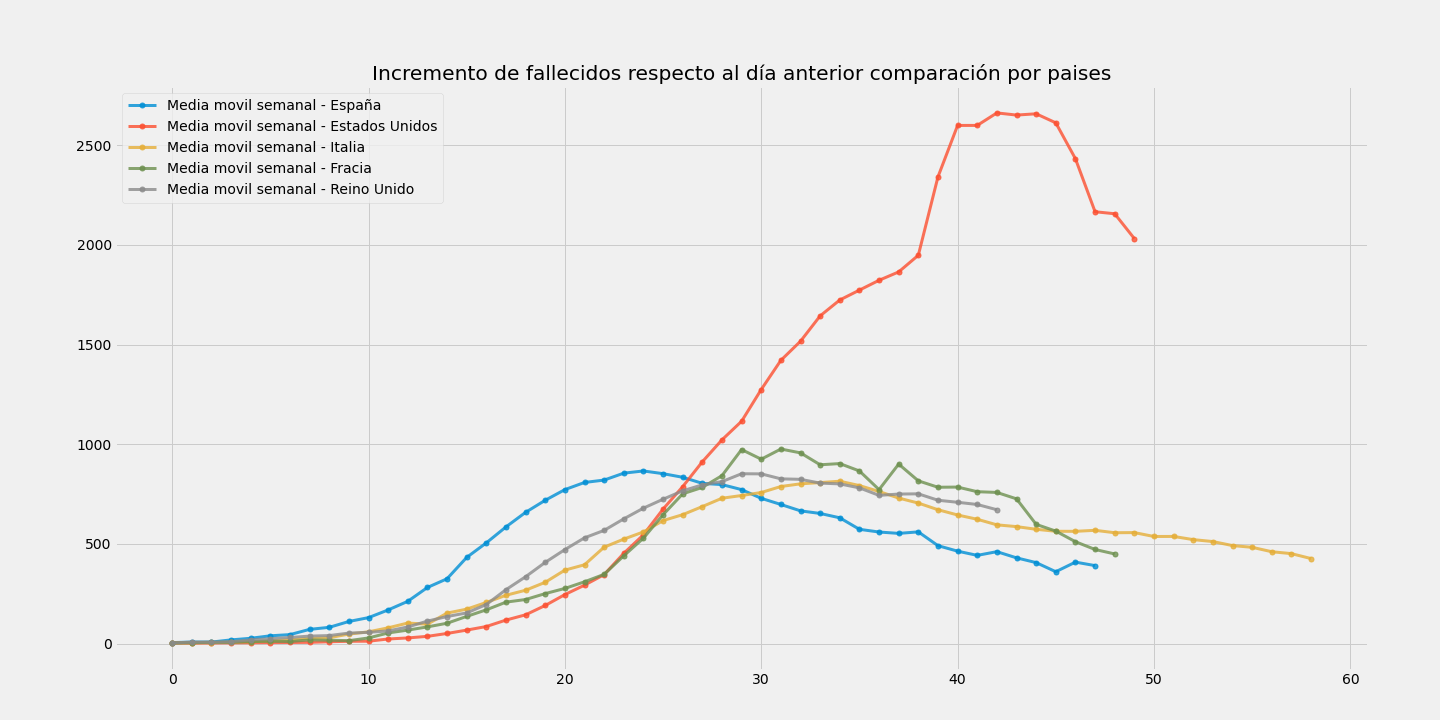 Incremento de fallecidos respecto al día anterior comparación por paises
Media movil semanal - España
Media movil semanal - Estados Unidos
Media movil semanal - Italia
Media movil semanal - Fracia
Media movil semanal - Reino Unido
2500
2000
1500
1000
500
0
0 10 20 30 40 50 60